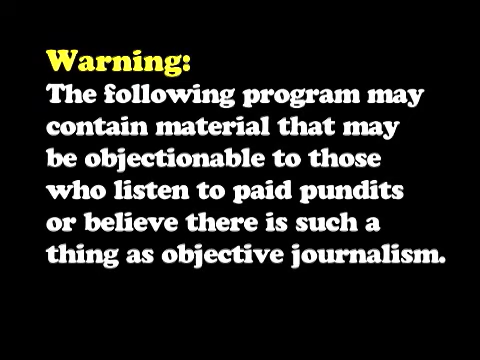 Warning:
The following program may
contain material that may
be objectionable to those
who listen to paid pundits
or believe there is such a
thing as objective journalism.